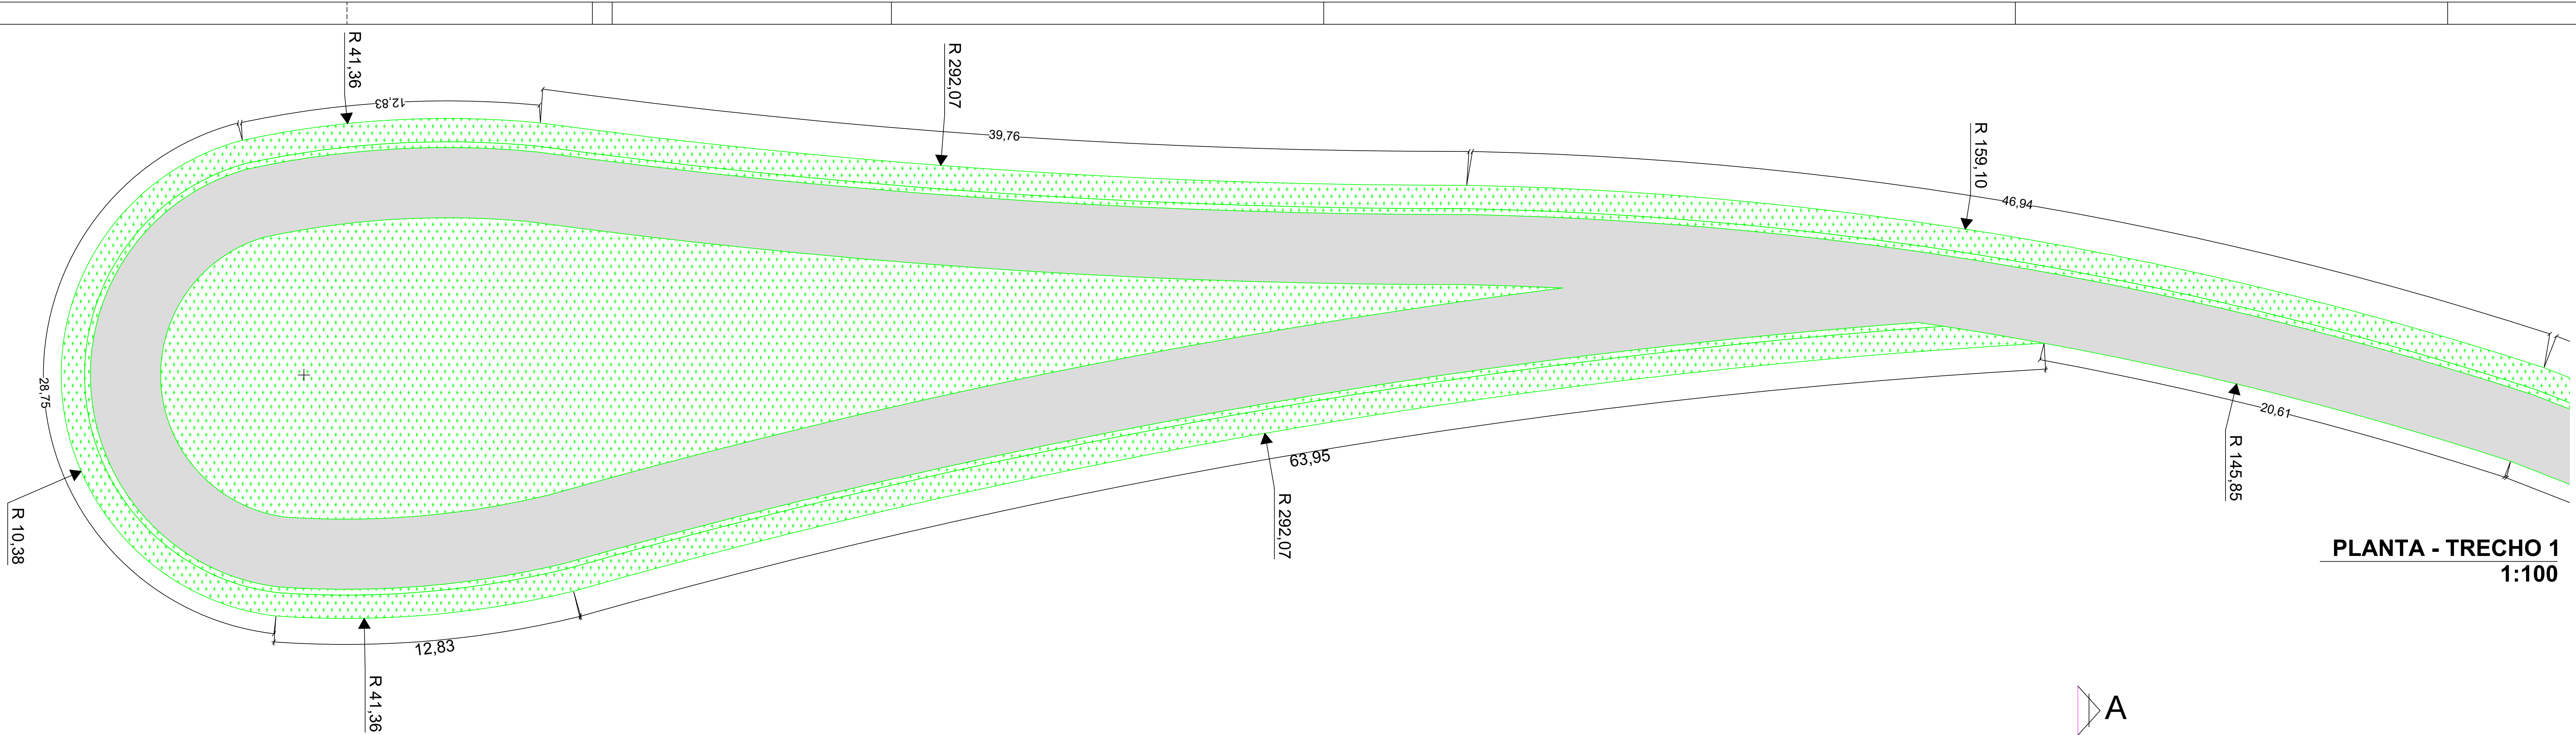 R 41,36
R 292,07
12,83
39,76
R 159,10
46,94
28,75
20,61
R 145,85
63,95
R 292,07
R 10,38
PLANTA - TRECHO 1
1:100
12,83
R 41,36
A